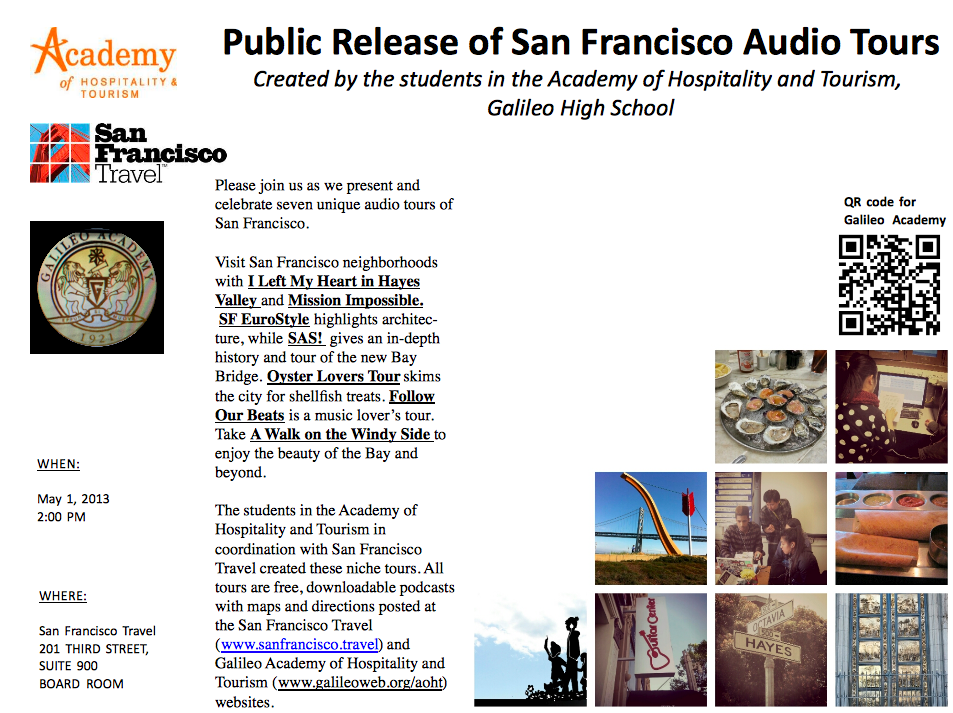 Academy
of HOSPITALITY &
TOURISM
Public Release of San Francisco Audio Tours
Created by the students in the Academy of Hospitality and Tourism,
Galileo High School
San
Francisco
Travel™
GALILEO ACADEMY
1921
WHEN:
May 1, 2013
2:00 PM
WHERE:
San Francisco Travel
201 THIRD STREET,
SUITE 900
BOARD ROOM
Please join us as we present and
celebrate seven unique audio tours of
San Francisco.
Visit San Francisco neighborhoods
with I Left My Heart in Hayes
Valley and Mission Impossible.
SF EuroStyle highlights architec-
ture, while SAS! gives an in-depth
history and tour of the new Bay
Bridge. Oyster Lovers Tour skims
the city for shellfish treats. Follow
Our Beats is a music lover's tour.
Take A Walk on the Windy Side to
enjoy the beauty of the Bay and
beyond.
The students in the Academy of
Hospitality and Tourism in
coordination with San Francisco
Travel created these niche tours. All
tours are free, downloadable podcasts
with maps and directions posted at
the San Francisco Travel
(www.sanfrancisco.travel) and
Galileo Academy of Hospitality and
Tourism (www.galileoweb.org/aoht)
websites.
QR code for
Galileo Academy
Guitar Center
OCTAVIA
HAYES